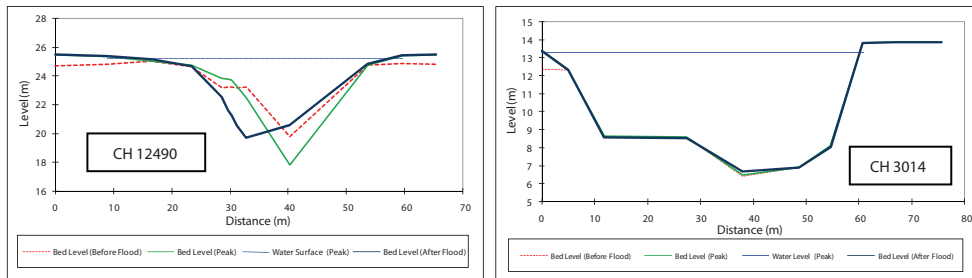 28
26
24
22
20
18
16
Level (m)
CH 12490
0 10 20 30 40 50 60 70
Distance (m)
Bed Level (Before Flood) Bed Level (Peak) Water Surface (Peak) Bed Level (After Flood)
15
14
13
12
11
10
9
8
7
6
5
Level (m)
CH 3014
0 10 20 30 40 50 60 70 80
Distance (m)
Bed Level (Before Flood) Bed Level (Peak) Water Level (Peak) Bed Level (After Flood)